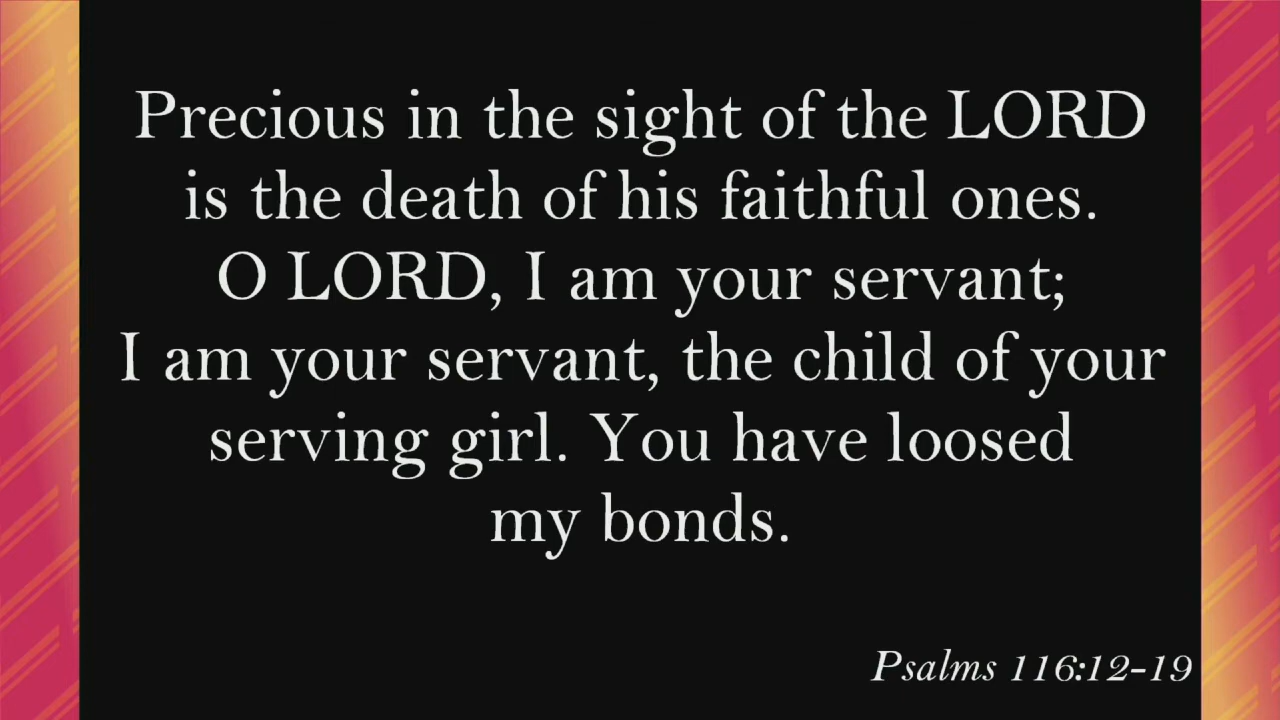 Precious in the sight of the LORD
is the death of his faithful ones.
O LORD, I am your servant;
I am your servant, the child of your
serving girl. You have loosed
my bonds.
Psalms 116:12-19